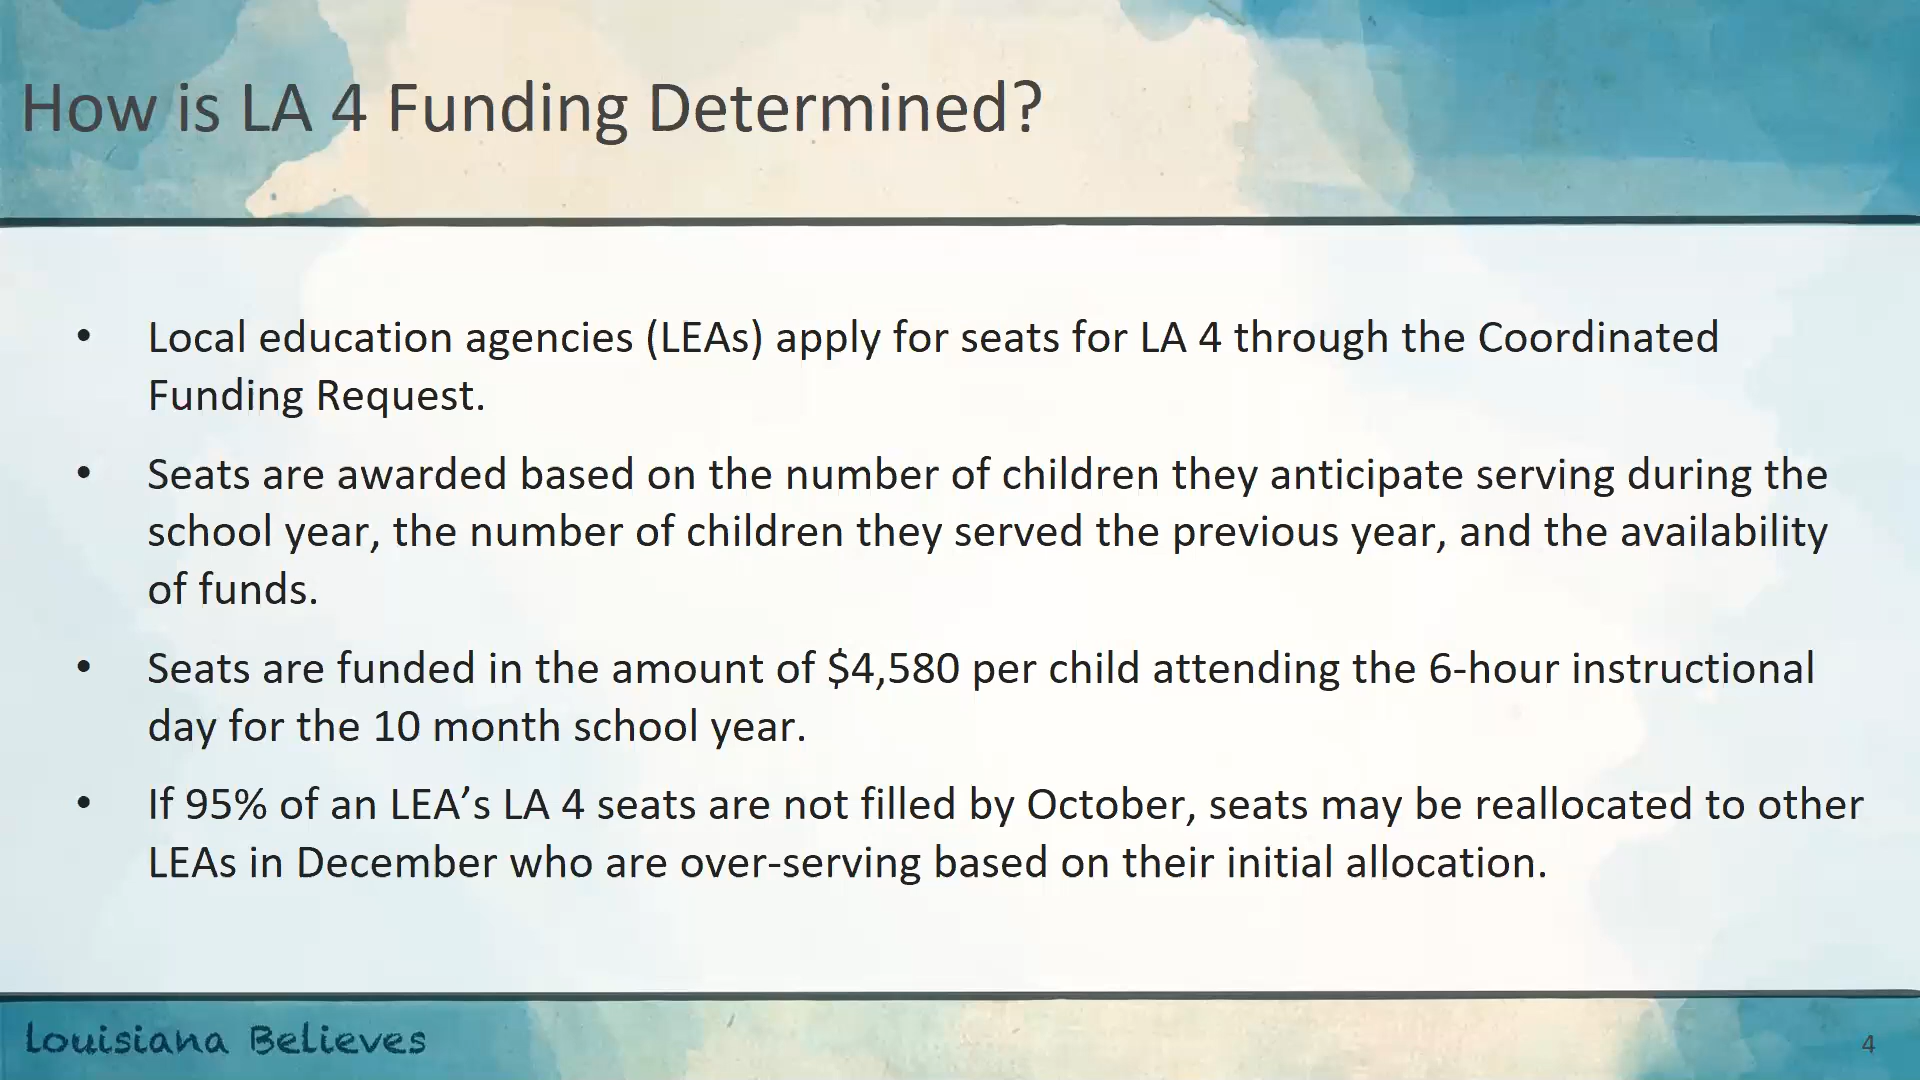 How is LA 4 Funding Determined?
• Local education agencies (LEAs) apply for seats for LA 4 through the Coordinated
Funding Request.
• Seats are awarded based on the number of children they anticipate serving during the
school year, the number of children they served the previous year, and the availability
of funds.
• Seats are funded in the amount of $4,580 per child attending the 6-hour instructional
day for the 10 month school year.
• If 95% of an LEA’s LA 4 seats are not filled by October, seats may be reallocated to other
LEAs in December who are over-serving based on their initial allocation.
Louisiana Believes
4